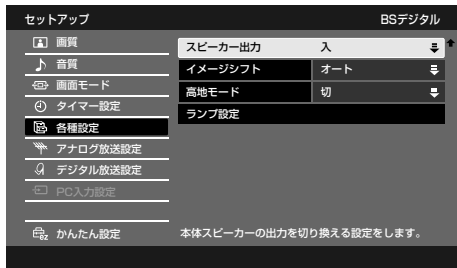 セットアップ BSデジタル
画質
音質
画面モード
タイマー設定
各種設定
アナログ放送設定
デジタル放送設定
PC入力設定
かんたん設定
スピーカー出力 入
イメージシフト オート
高地モード 切
ランプ設定
本体スピーカーの出力を切り換える設定をします。